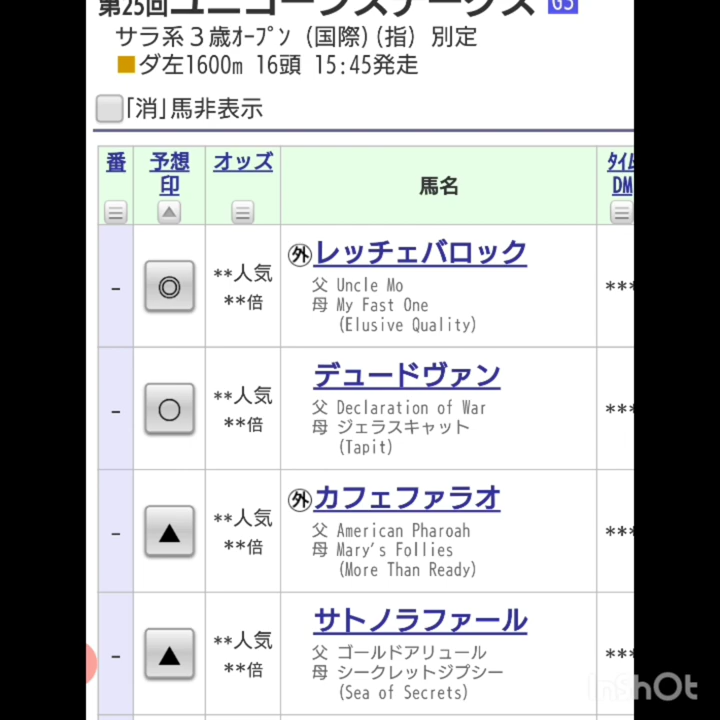 第25回ユニコーンステークス G3
サラ系３歳ｵｰﾌﾟﾝ (国際)(指) 別定
ダ左1600m 16頭 15:45発走
「消」馬非表示
番 予想印 オッズ 馬名 ﾀｲﾑDM
- ◎ **人気 **倍 ㊕
レッチェバロック
父 Uncle Mo
母 My Fast One
(Elusive Quality)
***
- ○ **人気 **倍
デュードヴァン
父 Declaration of War
母 ジェラスキャット
(Tapit)
***
- ▲ **人気 **倍
外 カフェファラオ
父 American Pharoah
母 Mary's Follies
(More Than Ready)
***
- ▲ **人気 **倍
サトノラファール
父 ゴールドアリュール
母 シークレットジプシー
(Sea of Secrets)
***
InShOt